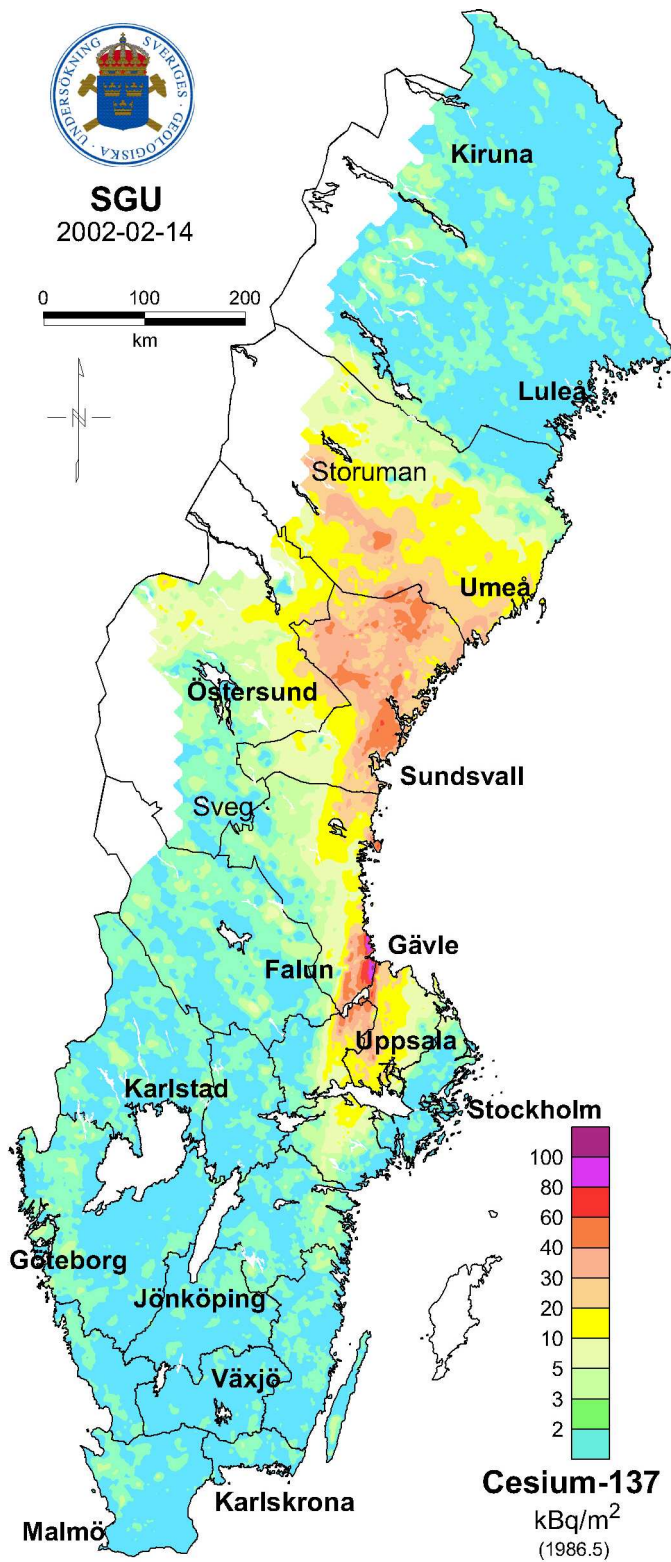 SVERIGES · GEOLOGISKA · UNDERSÖKNING ·
SGU
2002-02-14
0 100 200
km
N
Kiruna
Luleå
Storuman
Umeå
Östersund
Sundsvall
Sveg
Gävle
Falun
Uppsala
Karlstad
Stockholm
Göteborg
Jönköping
Växjö
Karlskrona
Malmö
100
80
60
40
30
20
10
5
3
2
Cesium-137
kBq/m²
(1986.5)